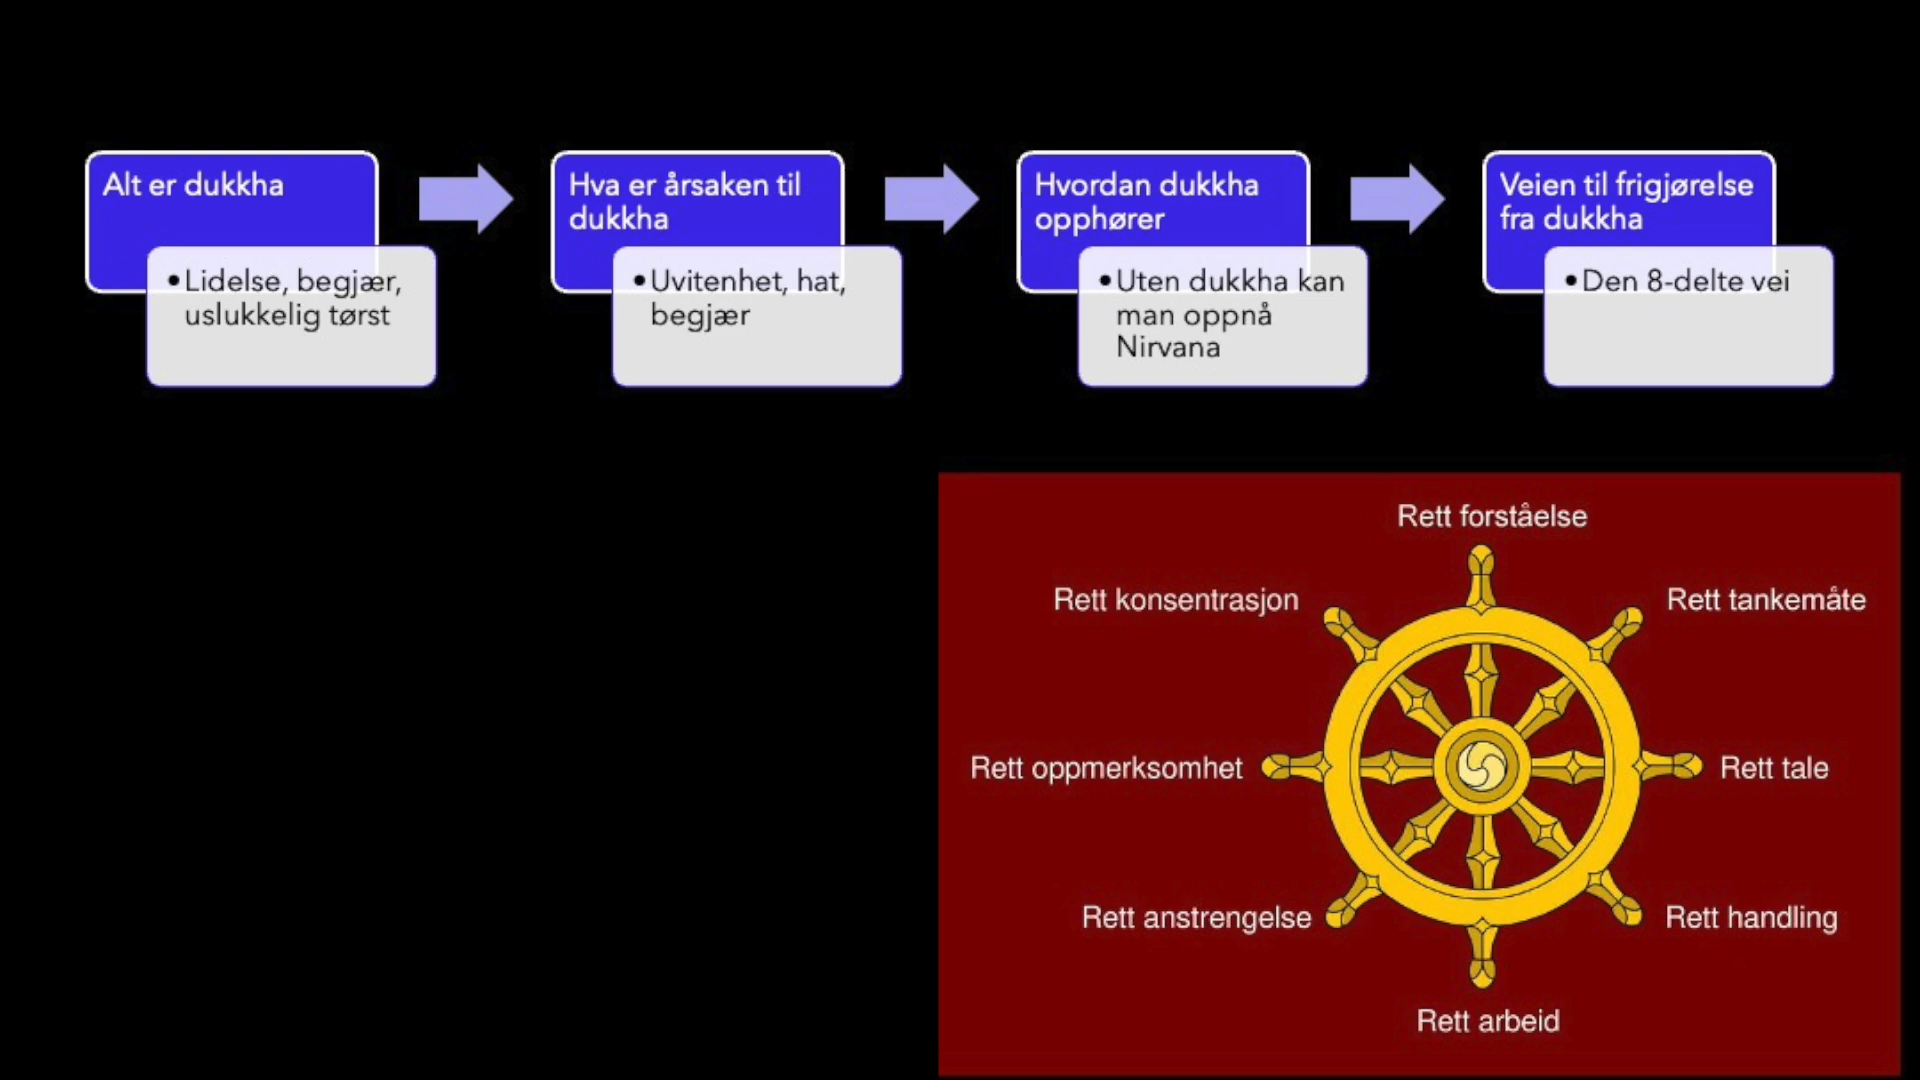 Alt er dukkha
•Lidelse, begjær,
uslukkelig tørst
Hva er årsaken til
dukkha
•Uvitenhet, hat,
begjær
Hvordan dukkha
opphører
•Uten dukkha kan
man oppnå
Nirvana
Veien til frigjørelse
fra dukkha
•Den 8-delte vei
Rett forståelse
Rett tankemåte
Rett tale
Rett handling
Rett arbeid
Rett anstrengelse
Rett oppmerksomhet
Rett konsentrasjon